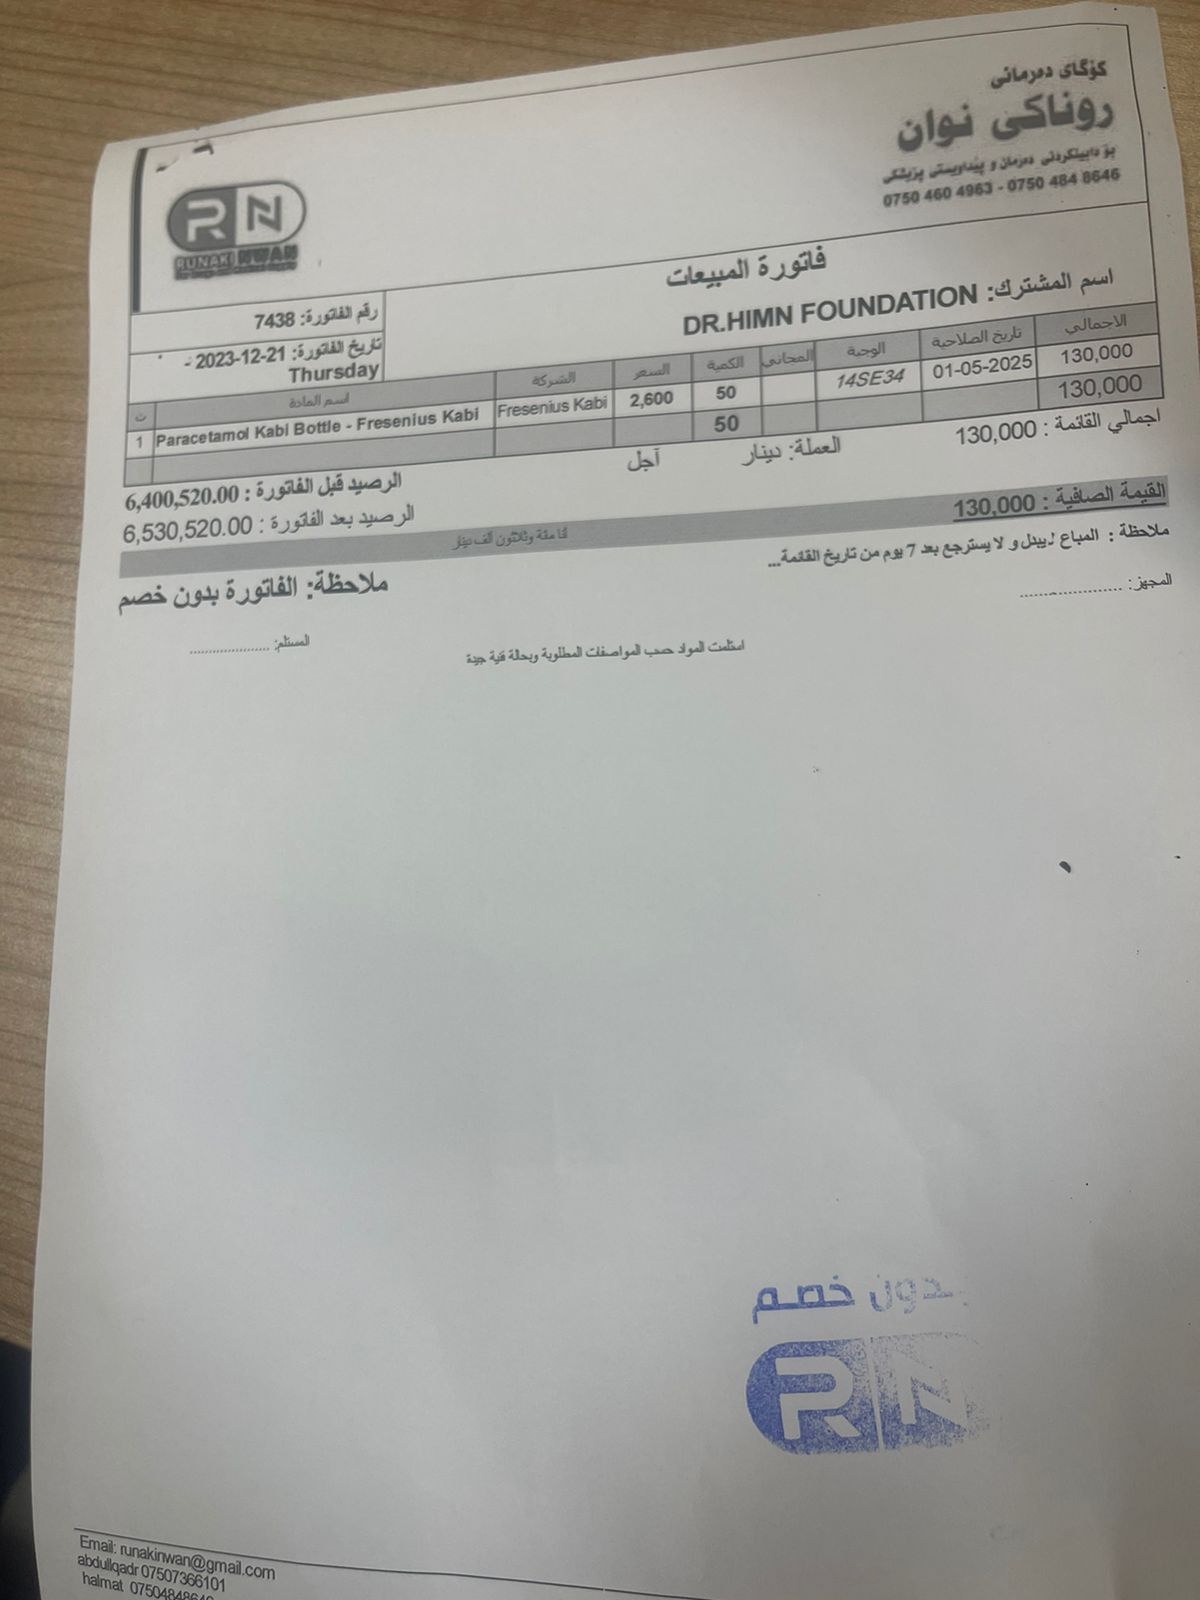 کۆگای دەرمانی
روناكی نوان
بۆ دابینکردنی دەرمان و پێداویستی پزیشکی
0750 460 4963 - 0750 484 8646
RN
RUNAKI NWAN
فاتورة المبيعات
اسم المشترك: DR.HIMN FOUNDATION
رقم الفاتورة: 7438
تاريخ الفاتورة: 21-12-2023 -
Thursday
ت اسم المادة الشركة السعر الكمية المجاني الوجبة تاريخ الصلاحية الاجمالي
1 Paracetamol Kabi Bottle - Fresenius Kabi Fresenius Kabi 2,600 50 14SE34 01-05-2025 130,000
50 130,000
اجمالي القائمة : 130,000 العملة: دينار آجل
الرصيد قبل الفاتورة : 6,400,520.00
الرصيد بعد الفاتورة : 6,530,520.00
القيمة الصافية : 130,000
مئة وثلاثون ألف دينار
ملاحظة : المباع لايبدل و لا يسترجع بعد 7 يوم من تاريخ القائمة...
ملاحظة: الفاتورة بدون خصم
المجهز: ......................
استلمت المواد حسب المواصفات المطلوبة وبحالة فنية جيدة
المستلم: ......................
بدون خصم
RN
Email: runakinwan@gmail.com
abdullqadr 07507366101
halmat